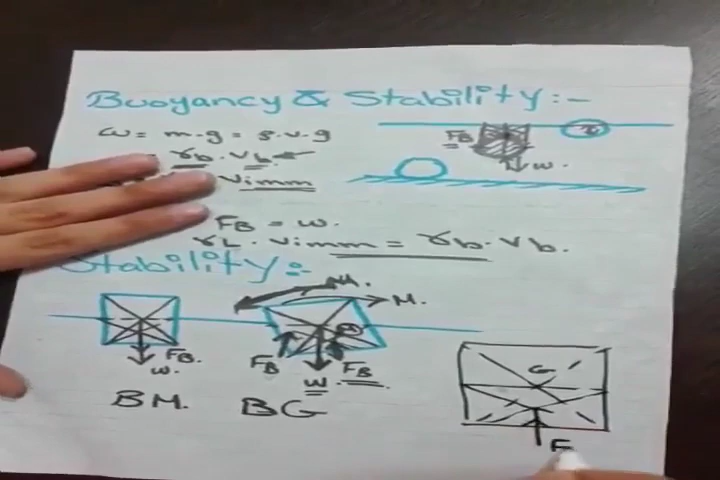 Buoyancy & Stability:-
ω = m.g = ρ.v.g
FB
w.
= γb.Vb
Vimm
FB = w.
γL.Vimm = γb.Vb.
Stability:-
M.
M.
FB.
w.
FB
w
FB
BM.
BG
G
F